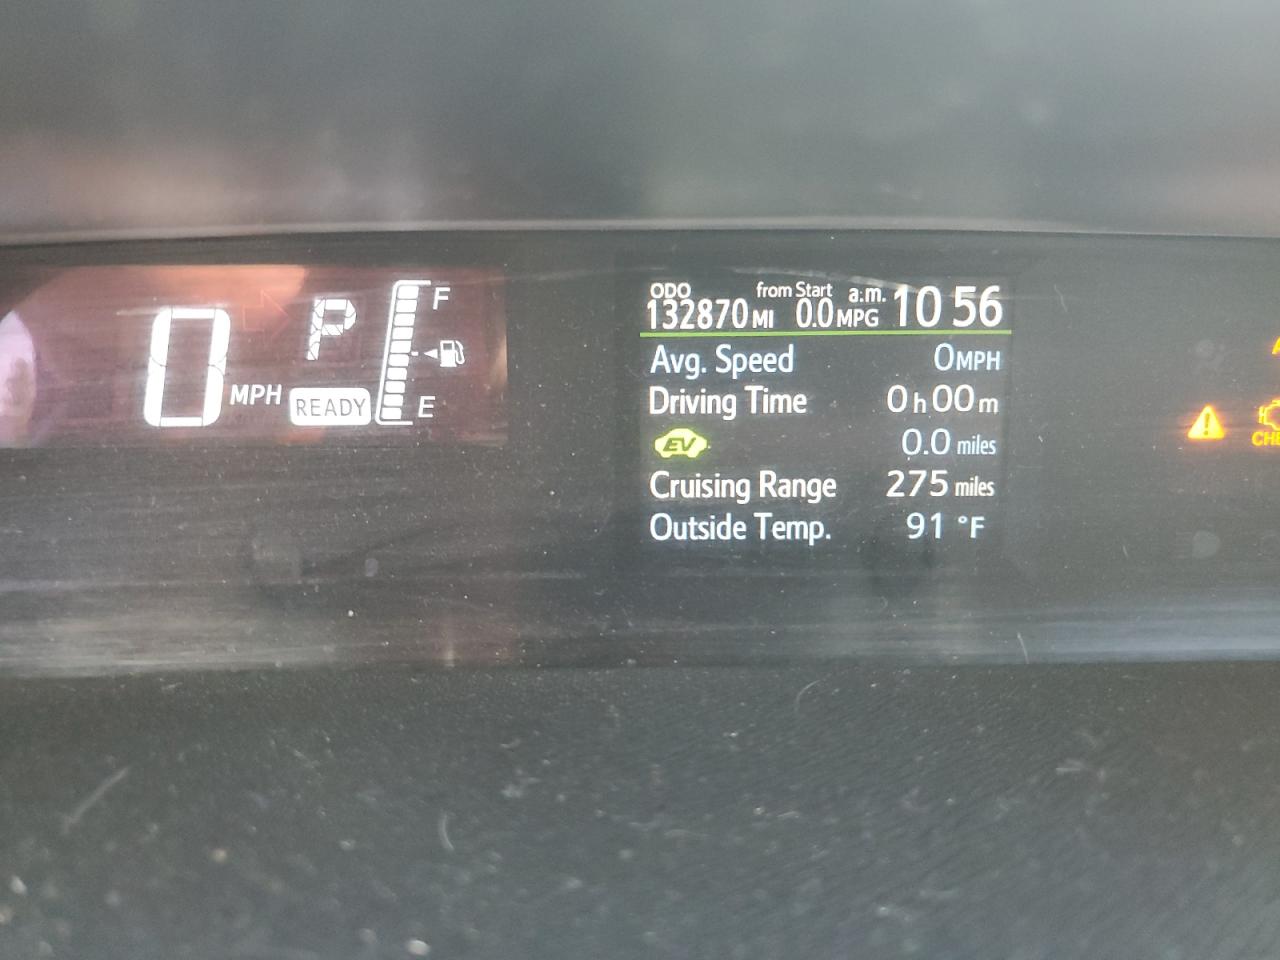 0 MPH
P
READY
F
E
ODO from Start a.m. 10 56
132870 MI 0.0 MPG
Avg. Speed 0 MPH
Driving Time 0 h 00 m
EV 0.0 miles
Cruising Range 275 miles
Outside Temp. 91 °F